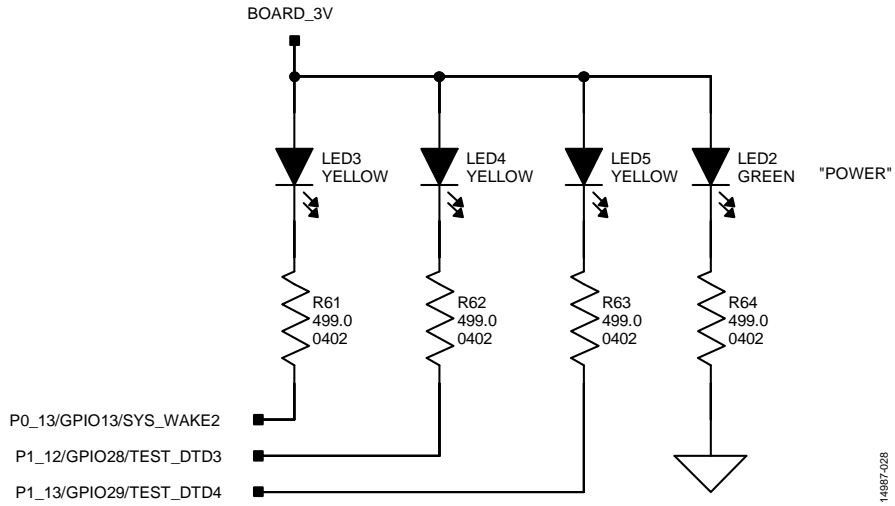 BOARD_3V
LED3
YELLOW
LED4
YELLOW
LED5
YELLOW
LED2
GREEN
"POWER"
R61
499.0
0402
R62
499.0
0402
R63
499.0
0402
R64
499.0
0402
P0_13/GPIO13/SYS_WAKE2
P1_12/GPIO28/TEST_DTD3
P1_13/GPIO29/TEST_DTD4
14987-028